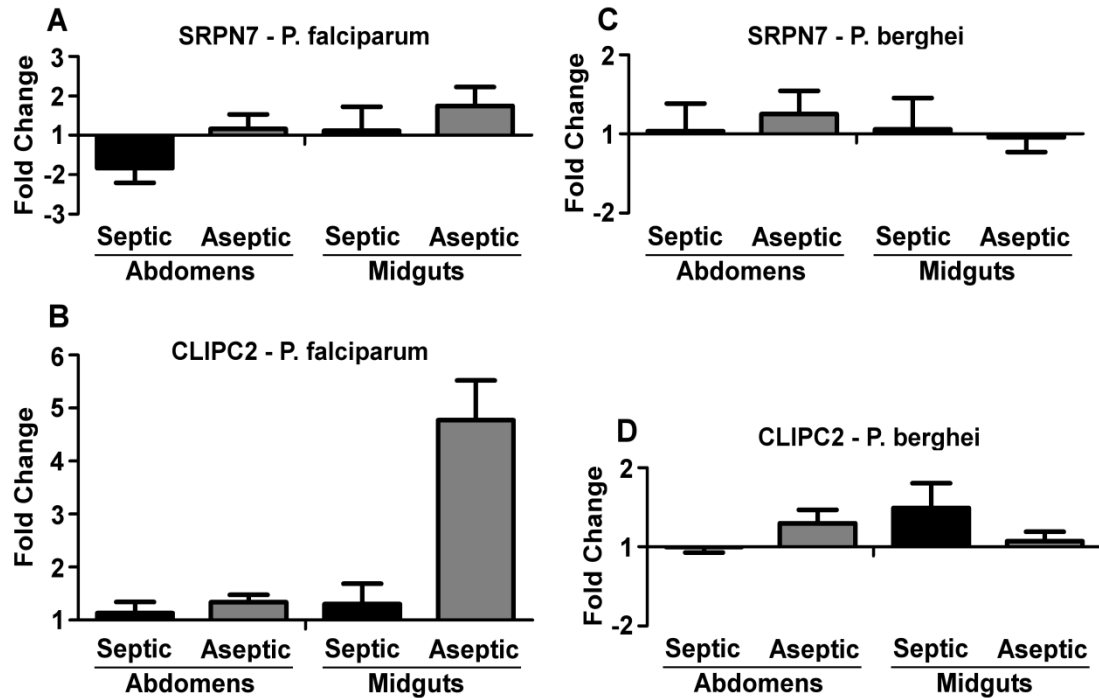 A
SRPN7 - P. falciparum
Fold Change
3
2
1
-2
-3
Septic Aseptic Septic Aseptic
Abdomens Midguts
B
CLIPC2 - P. falciparum
Fold Change
6
5
4
3
2
1
Septic Aseptic Septic Aseptic
Abdomens Midguts
C
SRPN7 - P. berghei
Fold Change
2
1
-2
Septic Aseptic Septic Aseptic
Abdomens Midguts
D
CLIPC2 - P. berghei
Fold Change
2
1
-2
Septic Aseptic Septic Aseptic
Abdomens Midguts